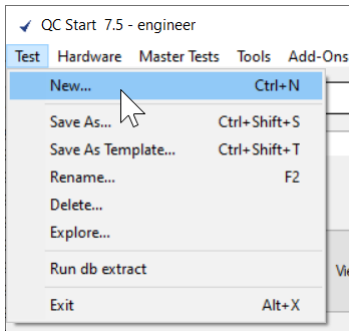 QC Start 7.5 - engineer
Test Hardware Master Tests Tools Add-Ons
New... Ctrl+N
Save As... Ctrl+Shift+S
Save As Template... Ctrl+Shift+T
Rename... F2
Delete...
Explore...
Run db extract
Exit Alt+X